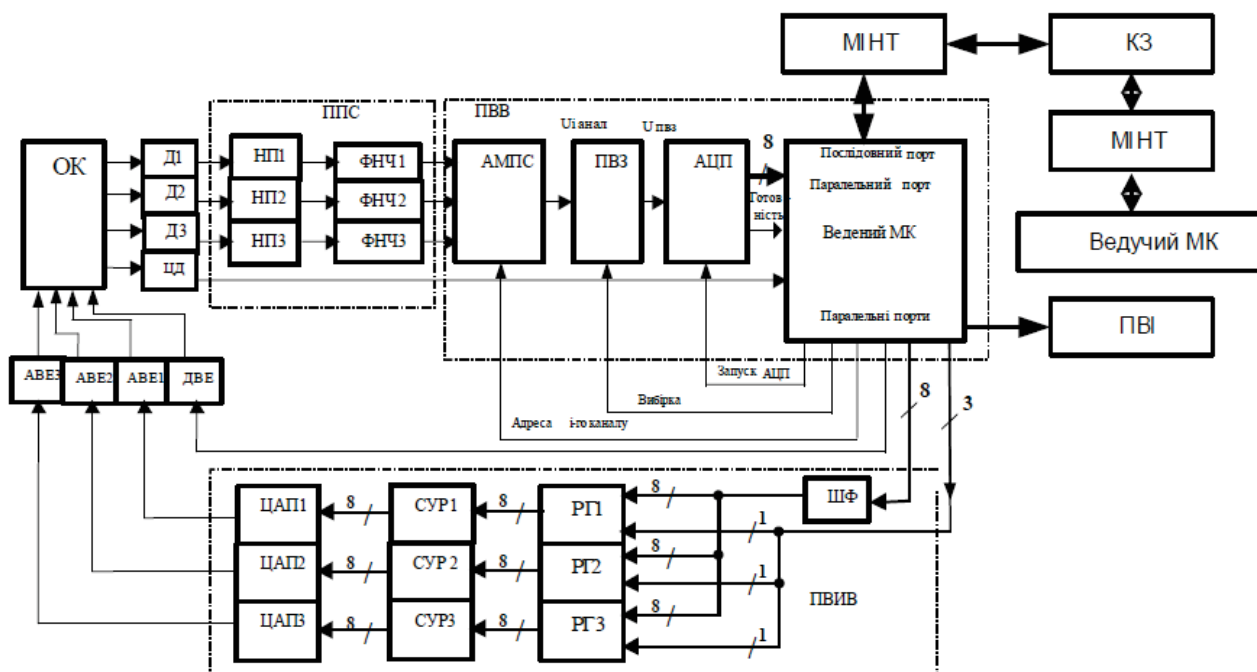 МІНТ
КЗ
ППС
ПВВ
Ui анал
U пвз
МІНТ
ОК
Д1
НП1
ФНЧ1
АМПС
ПВЗ
АЦП
8
Послідовний порт
Паралельний порт
Д2
НП2
ФНЧ2
Готов
ність
Д3
НП3
ФНЧ3
Ведений МК
Ведучий МК
ЦД
Паралельні порти
ПВІ
АВЕ3
АВЕ2
АВЕ1
ДВЕ
Запуск АЦП
Вибірка
8
3
Адреса і-го каналу
ЦАП1
8
СУР1
8
РГ1
8
ШФ
1
ЦАП2
8
СУР 2
8
РГ2
8
1
ПВИВ
ЦАП3
8
СУР3
8
РГ3
8
1